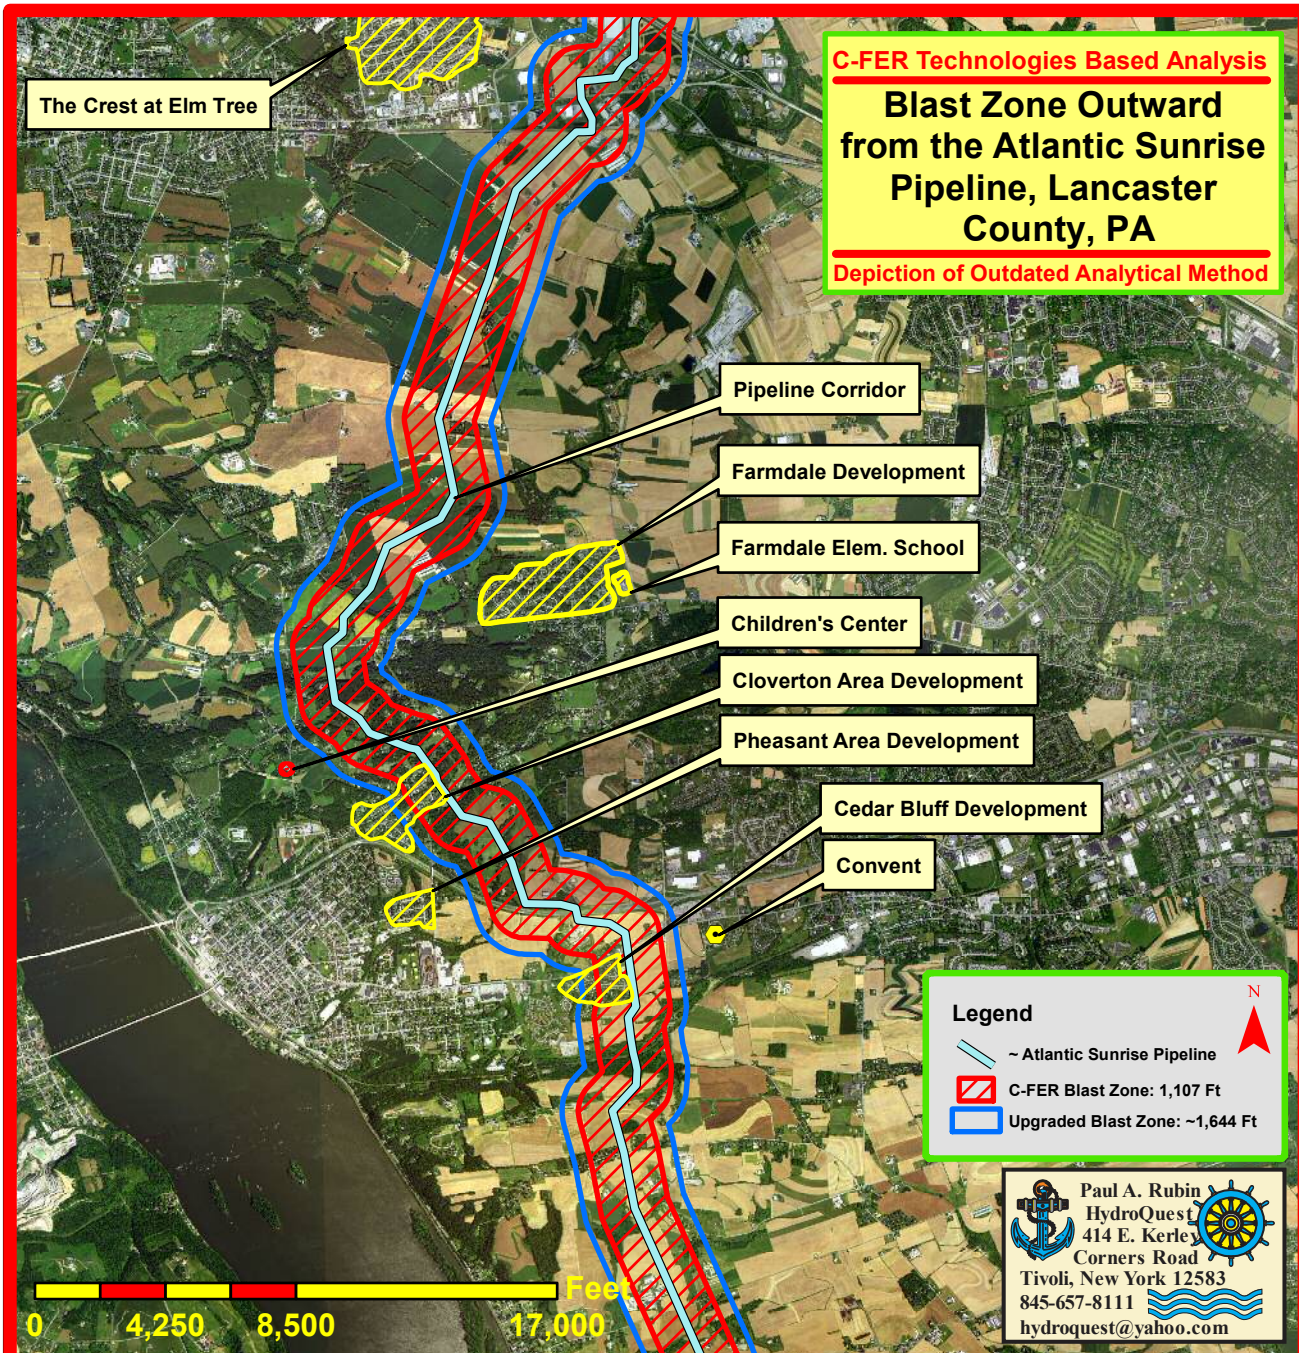 C-FER Technologies Based Analysis
Blast Zone Outward
from the Atlantic Sunrise
Pipeline, Lancaster
County, PA
Depiction of Outdated Analytical Method
The Crest at Elm Tree
Pipeline Corridor
Farmdale Development
Farmdale Elem. School
Children's Center
Cloverton Area Development
Pheasant Area Development
Cedar Bluff Development
Convent
N
Legend
~ Atlantic Sunrise Pipeline
C-FER Blast Zone: 1,107 Ft
Upgraded Blast Zone: ~1,644 Ft
Paul A. Rubin
HydroQuest
414 E. Kerley
Corners Road
Tivoli, New York 12583
845-657-8111
hydroquest@yahoo.com
Feet
0 4,250 8,500 17,000